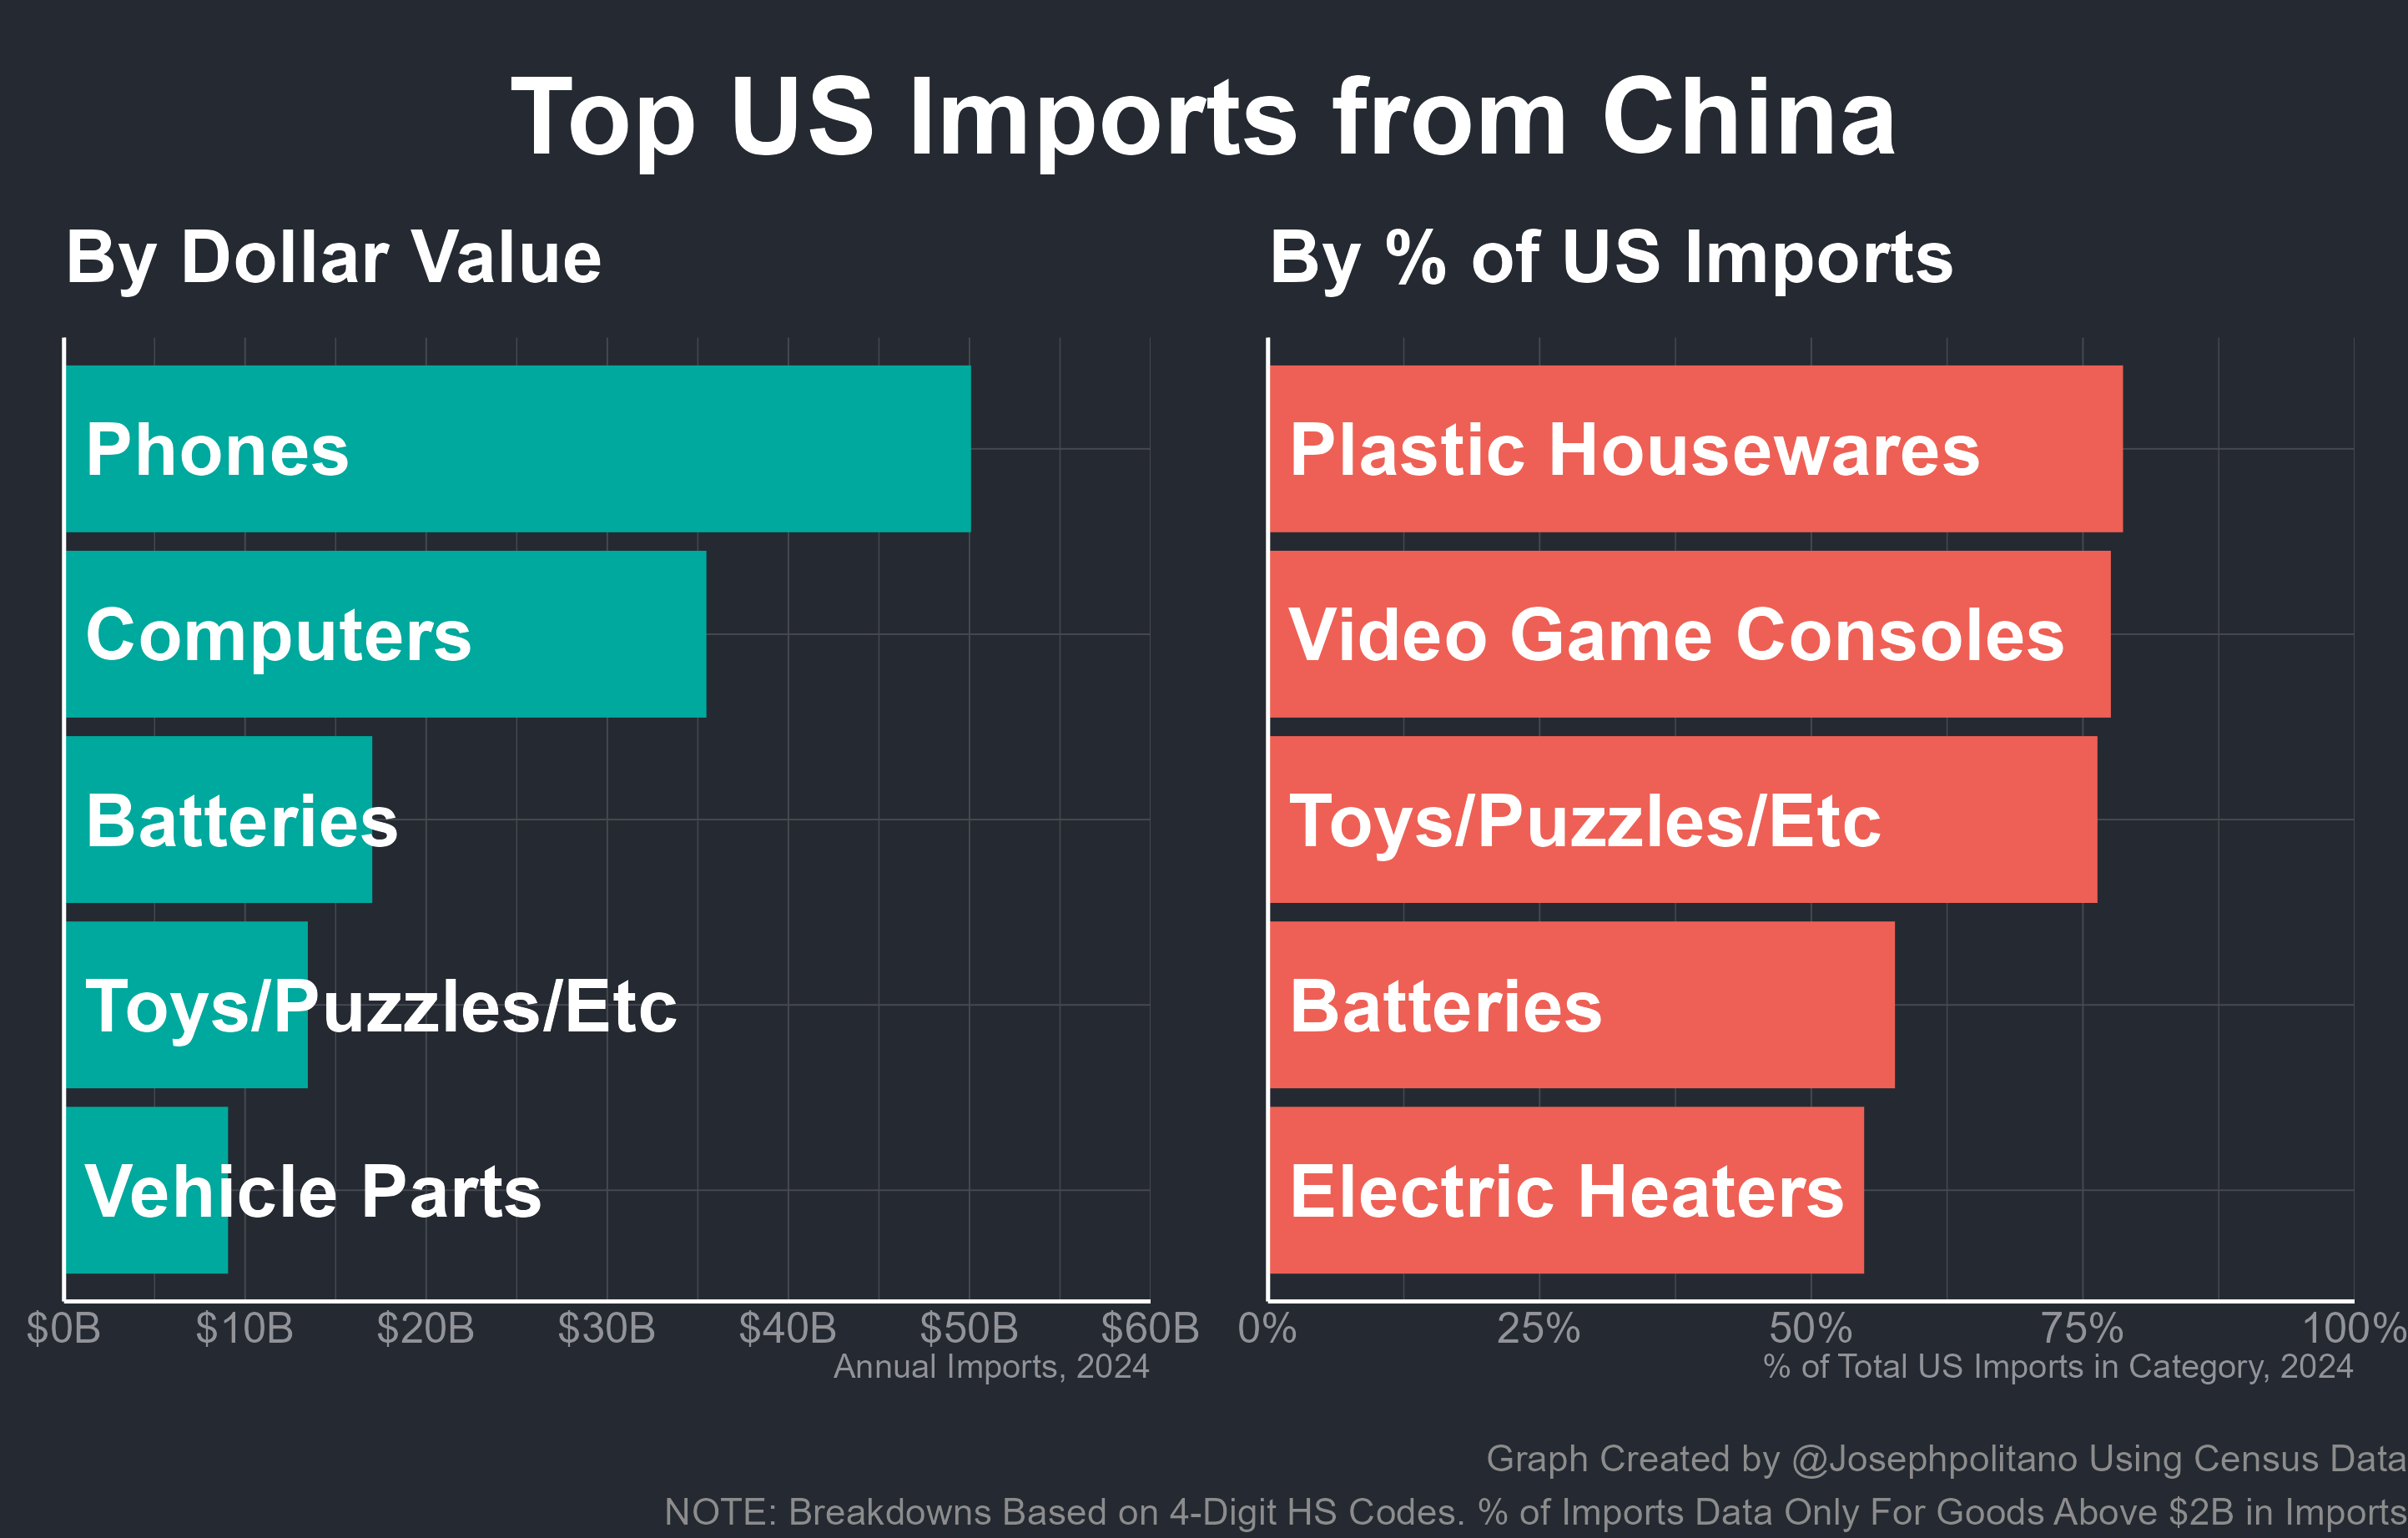 Top US Imports from China
By Dollar Value
Phones
Computers
Batteries
Toys/Puzzles/Etc
Vehicle Parts
$0B $10B $20B $30B $40B $50B $60B
Annual Imports, 2024
By % of US Imports
Plastic Housewares
Video Game Consoles
Toys/Puzzles/Etc
Batteries
Electric Heaters
0% 25% 50% 75% 100%
% of Total US Imports in Category, 2024
Graph Created by @Josephpolitano Using Census Data
NOTE: Breakdowns Based on 4-Digit HS Codes. % of Imports Data Only For Goods Above $2B in Imports